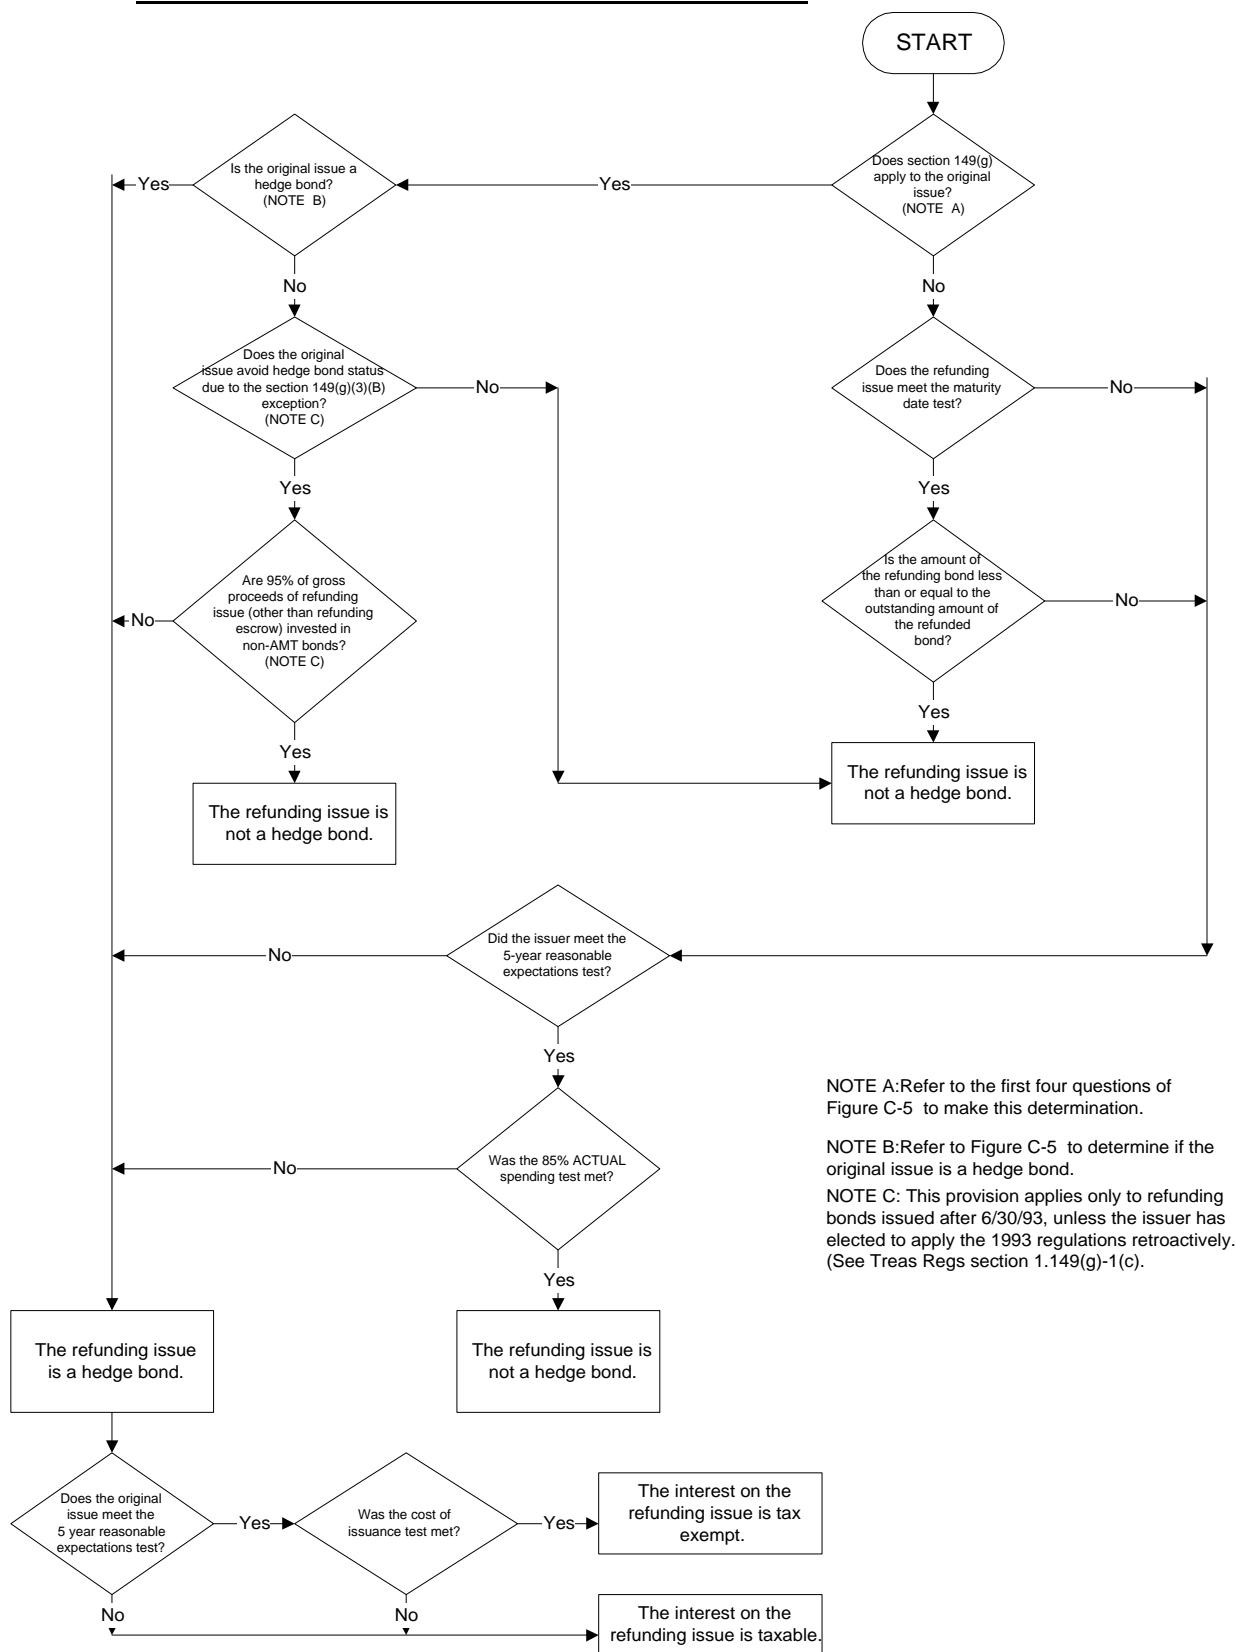 START
Does section 149(g)
apply to the original
issue?
(NOTE A)
Yes
Is the original issue a
hedge bond?
(NOTE B)
Yes
No
No
Does the original
issue avoid hedge bond status
due to the section 149(g)(3)(B)
exception?
(NOTE C)
No
Does the refunding
issue meet the maturity
date test?
No
Yes
Yes
Are 95% of gross
proceeds of refunding
issue (other than refunding
escrow) invested in
non-AMT bonds?
(NOTE C)
No
Is the amount of
the refunding bond less
than or equal to the
outstanding amount of
the refunded
bond?
No
Yes
Yes
The refunding issue is
not a hedge bond.
The refunding issue is
not a hedge bond.
Did the issuer meet the
5-year reasonable
expectations test?
No
Yes
Was the 85% ACTUAL
spending test met?
No
Yes
NOTE A:Refer to the first four questions of
Figure C-5 to make this determination.
NOTE B:Refer to Figure C-5 to determine if the
original issue is a hedge bond.
NOTE C: This provision applies only to refunding
bonds issued after 6/30/93, unless the issuer has
elected to apply the 1993 regulations retroactively.
(See Treas Regs section 1.149(g)-1(c).
The refunding issue
is a hedge bond.
The refunding issue is
not a hedge bond.
Does the original
issue meet the
5 year reasonable
expectations test?
Yes
Was the cost of
issuance test met?
Yes
The interest on the
refunding issue is tax
exempt.
No
No
The interest on the
refunding issue is taxable.